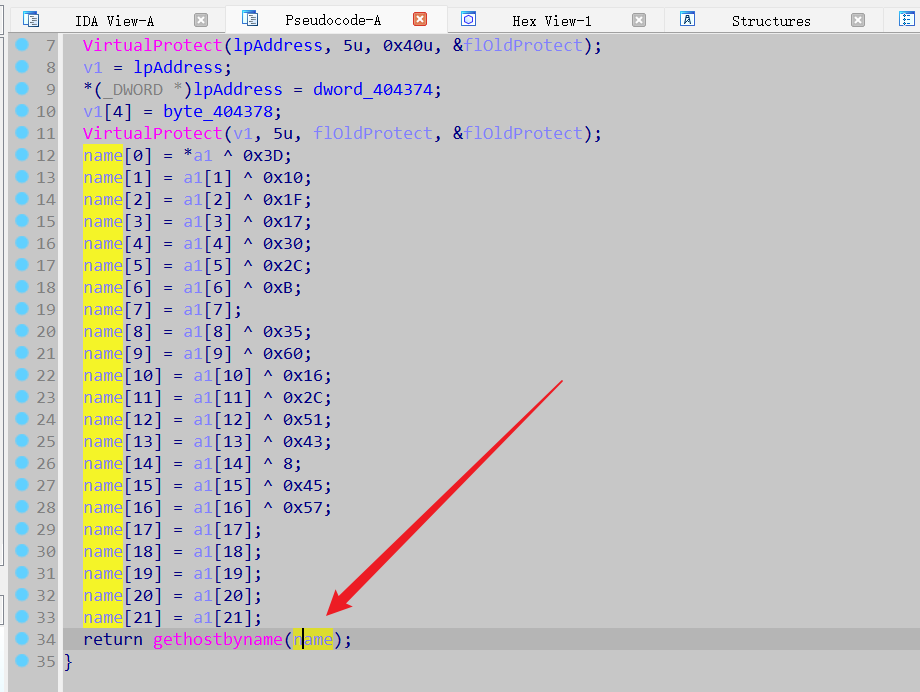 IDA View-A Pseudocode-A Hex View-1 Structures
7 VirtualProtect(lpAddress, 5u, 0x40u, &flOldProtect);
8 v1 = lpAddress;
9 *(_DWORD *)lpAddress = dword_404374;
10 v1[4] = byte_404378;
11 VirtualProtect(v1, 5u, flOldProtect, &flOldProtect);
12 name[0] = *a1 ^ 0x3D;
13 name[1] = a1[1] ^ 0x10;
14 name[2] = a1[2] ^ 0x1F;
15 name[3] = a1[3] ^ 0x17;
16 name[4] = a1[4] ^ 0x30;
17 name[5] = a1[5] ^ 0x2C;
18 name[6] = a1[6] ^ 0xB;
19 name[7] = a1[7];
20 name[8] = a1[8] ^ 0x35;
21 name[9] = a1[9] ^ 0x60;
22 name[10] = a1[10] ^ 0x16;
23 name[11] = a1[11] ^ 0x2C;
24 name[12] = a1[12] ^ 0x51;
25 name[13] = a1[13] ^ 0x43;
26 name[14] = a1[14] ^ 8;
27 name[15] = a1[15] ^ 0x45;
28 name[16] = a1[16] ^ 0x57;
29 name[17] = a1[17];
30 name[18] = a1[18];
31 name[19] = a1[19];
32 name[20] = a1[20];
33 name[21] = a1[21];
34 return gethostbyname(name);
35 }